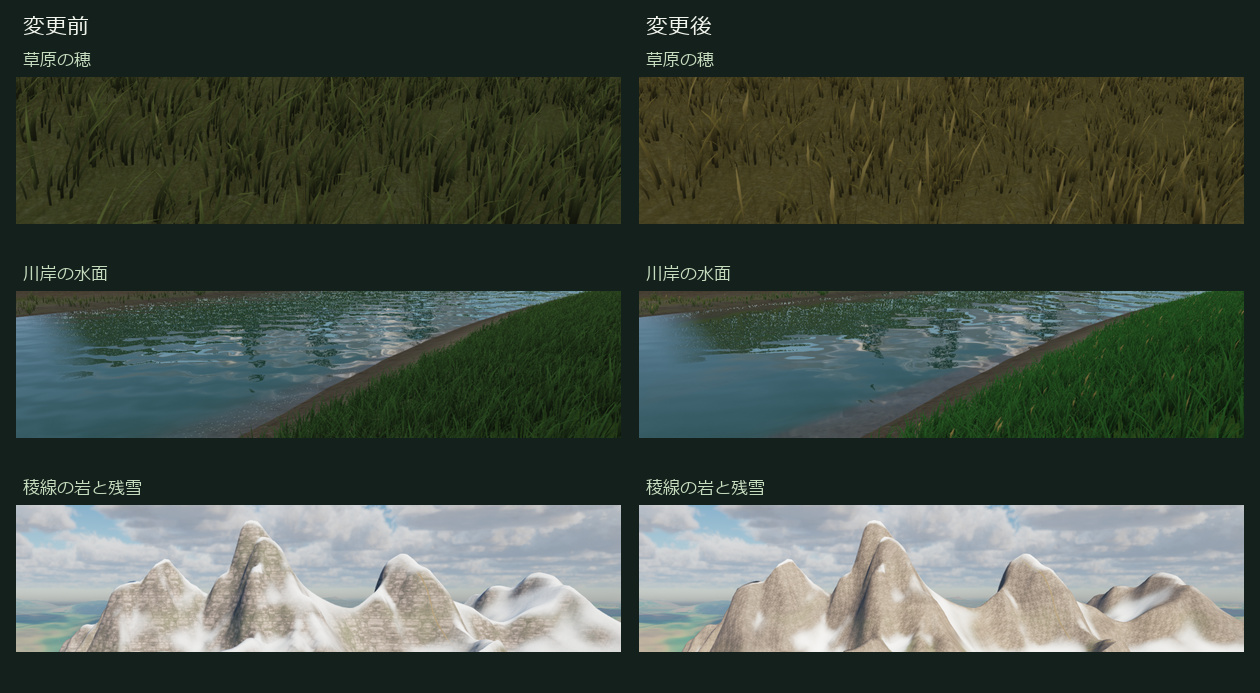 変更前
変更後
草原の穂
草原の穂
川岸の水面
川岸の水面
稜線の岩と残雪
稜線の岩と残雪